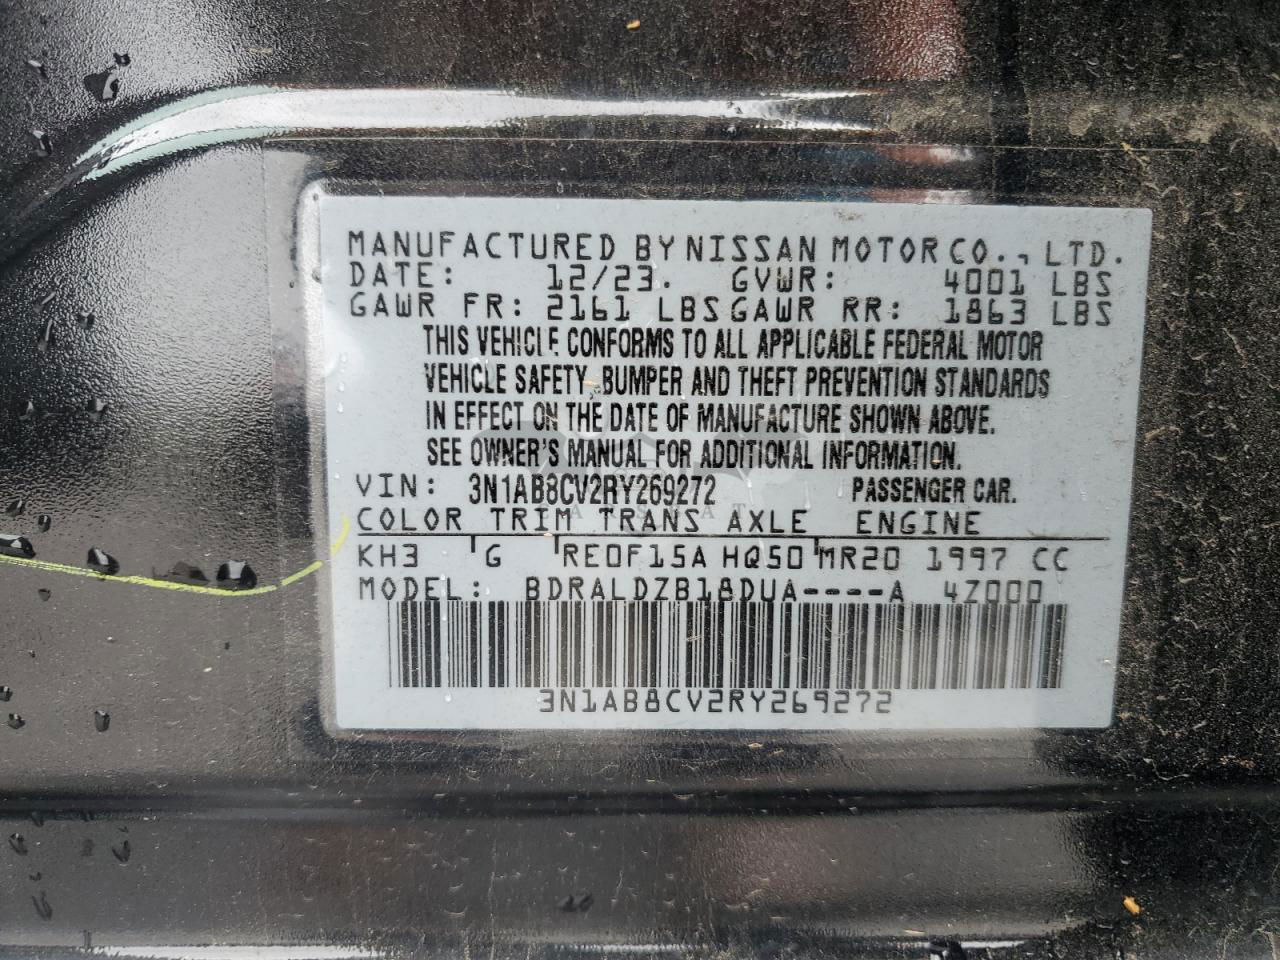 MANUFACTURED BY NISSAN MOTOR CO., LTD.
DATE: 12/23. GVWR: 4001 LBS
GAWR FR: 2161 LBS GAWR RR: 1863 LBS
THIS VEHICLE CONFORMS TO ALL APPLICABLE FEDERAL MOTOR
VEHICLE SAFETY, BUMPER AND THEFT PREVENTION STANDARDS
IN EFFECT ON THE DATE OF MANUFACTURE SHOWN ABOVE.
SEE OWNER'S MANUAL FOR ADDITIONAL INFORMATION.
VIN: 3N1AB8CV2RY269272 PASSENGER CAR.
COLOR TRIM TRANS AXLE ENGINE
KH3 G RE0F15A HQ50 MR20 1997 CC
MODEL: BDRALDZB18DUA----A 4Z000
3N1AB8CV2RY269272